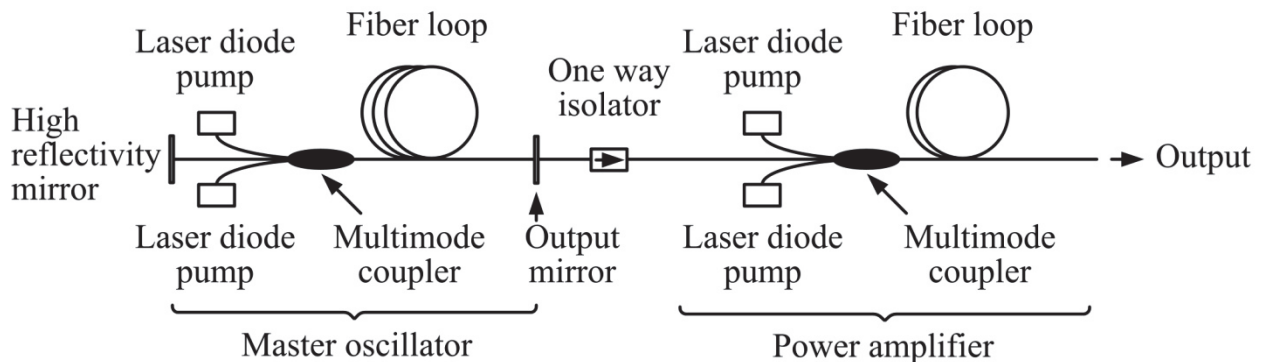 Laser diode
pump
Fiber loop
One way
isolator
Laser diode
pump
Fiber loop
High
reflectivity
mirror
Output
Laser diode
pump
Multimode
coupler
Output
mirror
Laser diode
pump
Multimode
coupler
Master oscillator
Power amplifier